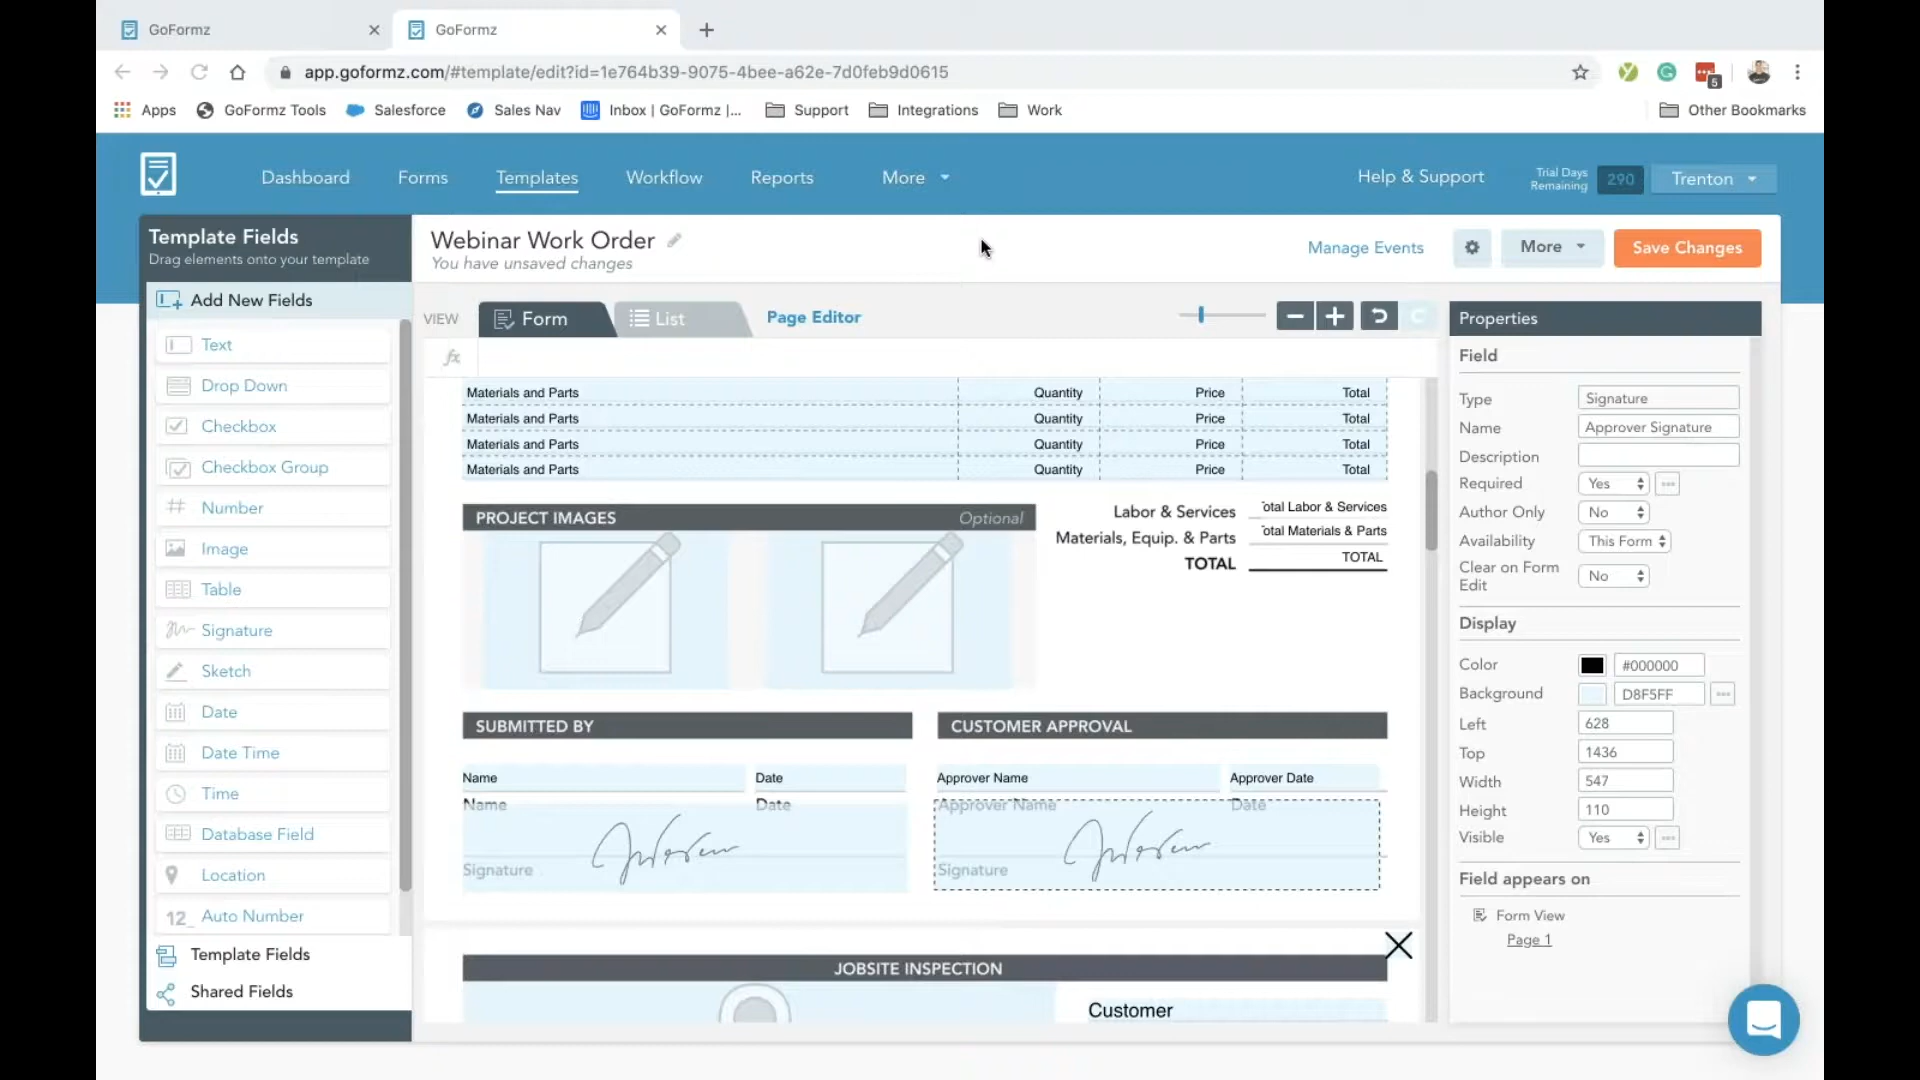 GoFormz
GoFormz
app.goformz.com/#template/edit?id=1e764b39-9075-4bee-a62e-7d0feb9d0615
5
Apps
GoFormz Tools
Salesforce
Sales Nav
Inbox | GoFormz |...
Support
Integrations
Work
Other Bookmarks
Dashboard
Forms
Templates
Workflow
Reports
More
Help & Support
Trial Days
Remaining
290
Trenton
Template Fields
Drag elements onto your template
Add New Fields
Text
Drop Down
Checkbox
Checkbox Group
Number
Image
Table
Signature
Sketch
Date
Date Time
Time
Database Field
Location
12_ Auto Number
Template Fields
Shared Fields
Webinar Work Order
You have unsaved changes
Manage Events
More
Save Changes
VIEW
Form
List
Page Editor
fx
Materials and Parts Quantity Price Total
Materials and Parts Quantity Price Total
Materials and Parts Quantity Price Total
Materials and Parts Quantity Price Total
PROJECT IMAGES Optional
Labor & Services otal Labor & Services
Materials, Equip. & Parts otal Materials & Parts
TOTAL TOTAL
SUBMITTED BY
CUSTOMER APPROVAL
Name Date
Approver Name Approver Date
Name Date
Approver Name Date
Signature
Signature
JOBSITE INSPECTION
Customer
Properties
Field
Type Signature
Name Approver Signature
Description
Required Yes
Author Only No
Availability This Form
Clear on Form
Edit
No
Display
Color #000000
Background D8F5FF
Left 628
Top 1436
Width 547
Height 110
Visible Yes
Field appears on
Form View
Page 1